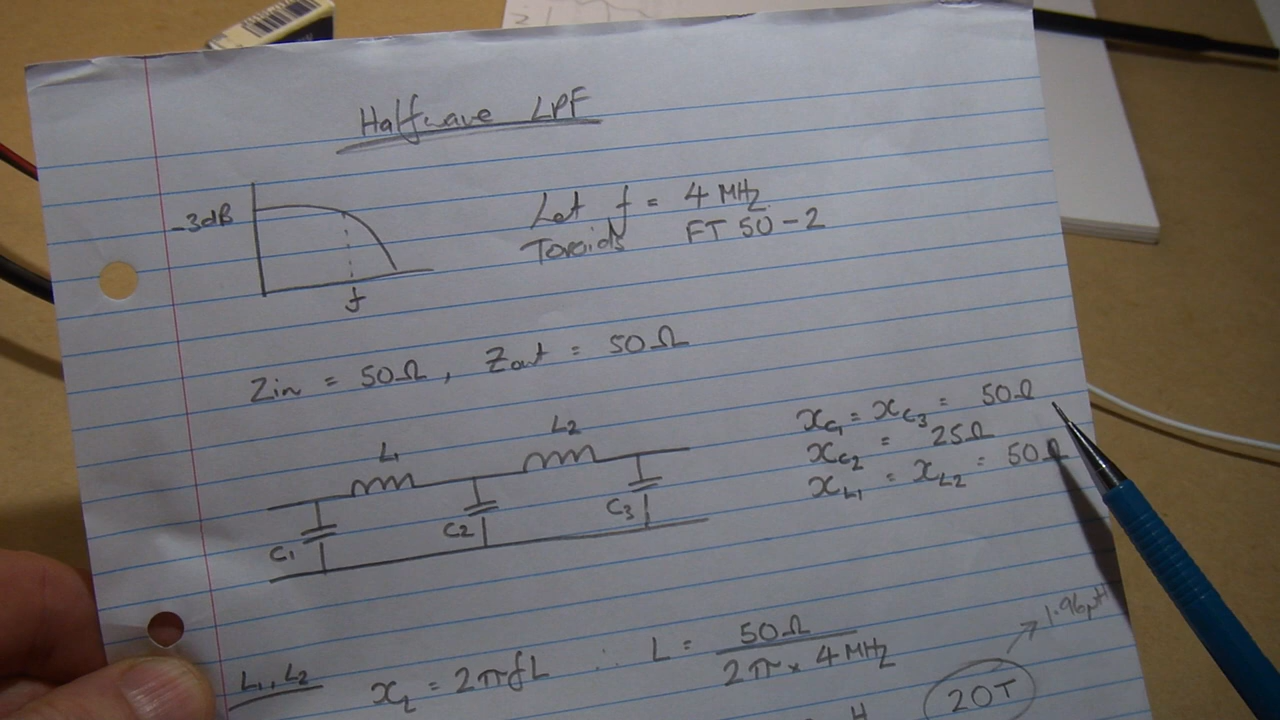 Halfwave LPF
-3dB
f
Let f = 4 MHz
Toroids FT 50-2
Zin = 50Ω, Zout = 50Ω
L1
L2
C1
C2
C3
xC1 = xC3 = 50Ω
xC2 = 25Ω
xL1 = xL2 = 50Ω
L1, L2
xL = 2πfL ∴ L = 50Ω / 2π × 4 MHz
1.96μH
20T
H